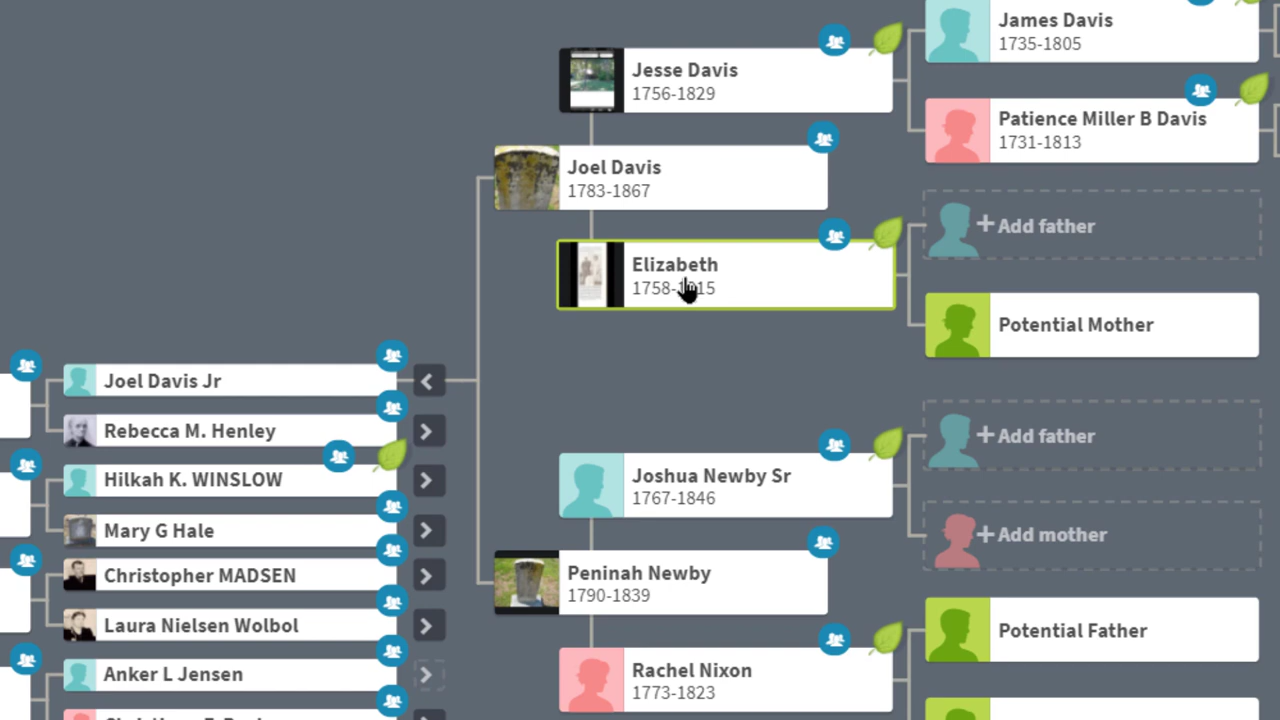 James Davis
1735-1805
Jesse Davis
1756-1829
Patience Miller B Davis
1731-1813
Joel Davis
1783-1867
+ Add father
Elizabeth
Potential Mother
Joel Davis Jr
Rebecca M. Henley
Hilkah K. WINSLOW
Mary G Hale
Christopher MADSEN
Laura Nielsen Wolbol
Anker L Jensen
+ Add father
Joshua Newby Sr
1767-1846
+ Add mother
Peninah Newby
1790-1839
Potential Father
Rachel Nixon
1773-1823